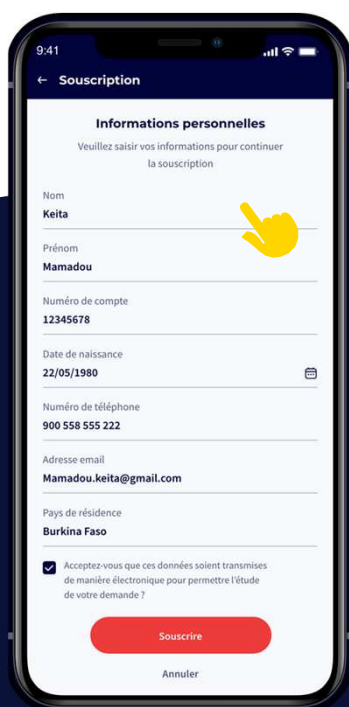 9:41
← Souscription
Informations personnelles
Veuillez saisir vos informations pour continuer
la souscription
Nom
Keita
Prénom
Mamadou
Numéro de compte
12345678
Date de naissance
22/05/1980
Numéro de téléphone
900 558 555 222
Adresse email
Mamadou.keita@gmail.com
Pays de résidence
Burkina Faso
Acceptez-vous que ces données soient transmises
de manière électronique pour permettre l'étude
de votre demande ?
Souscrire
Annuler